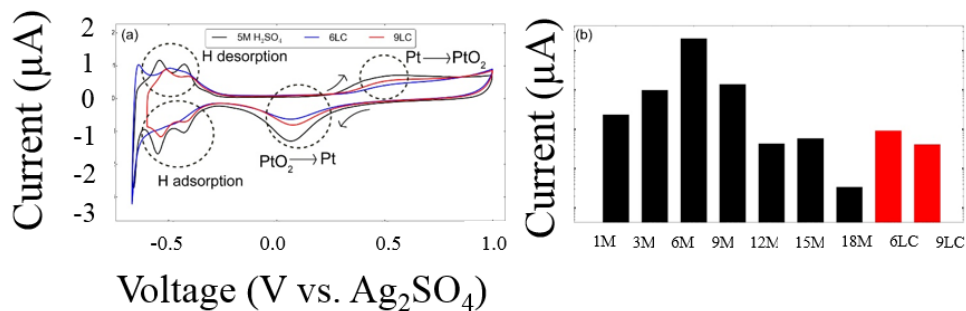 (a)
5M H₂SO₄ 6LC 9LC
H desorption
Pt→PtO₂
PtO₂→Pt
H adsorption
Current (μA)
2
1
0
-1
-2
-3
-0.5 0.0 0.5 1.0
Voltage (V vs. Ag₂SO₄)
(b)
Current (μA)
1M 3M 6M 9M 12M 15M 18M 6LC 9LC